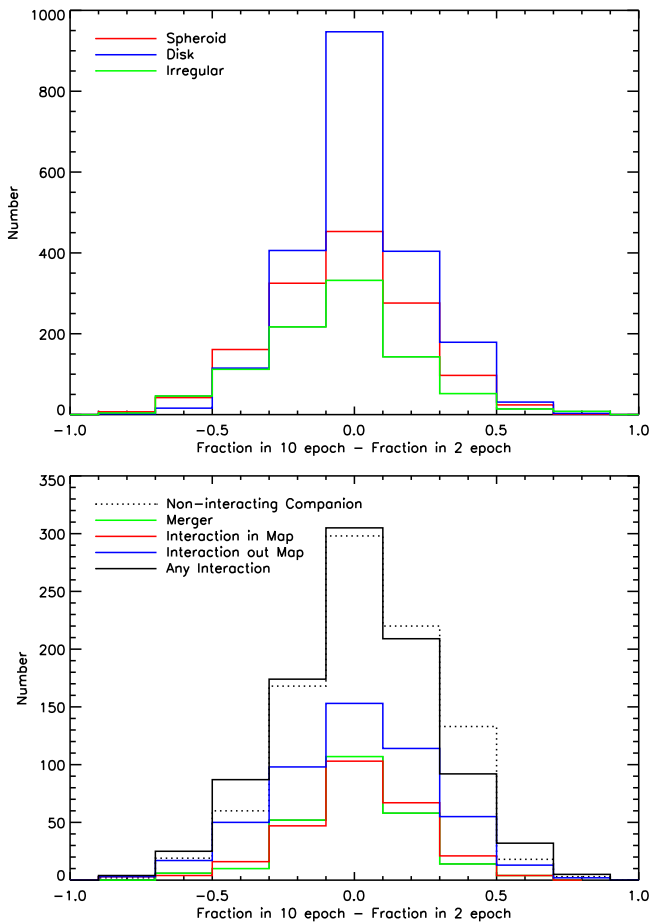 1000
800
600
400
200
0
Number
Spheroid
Disk
Irregular
−1.0 −0.5 0.0 0.5 1.0
Fraction in 10 epoch − Fraction in 2 epoch
350
300
250
200
150
100
50
0
Number
Non−interacting Companion
Merger
Interaction in Map
Interaction out Map
Any Interaction
−1.0 −0.5 0.0 0.5 1.0
Fraction in 10 epoch − Fraction in 2 epoch